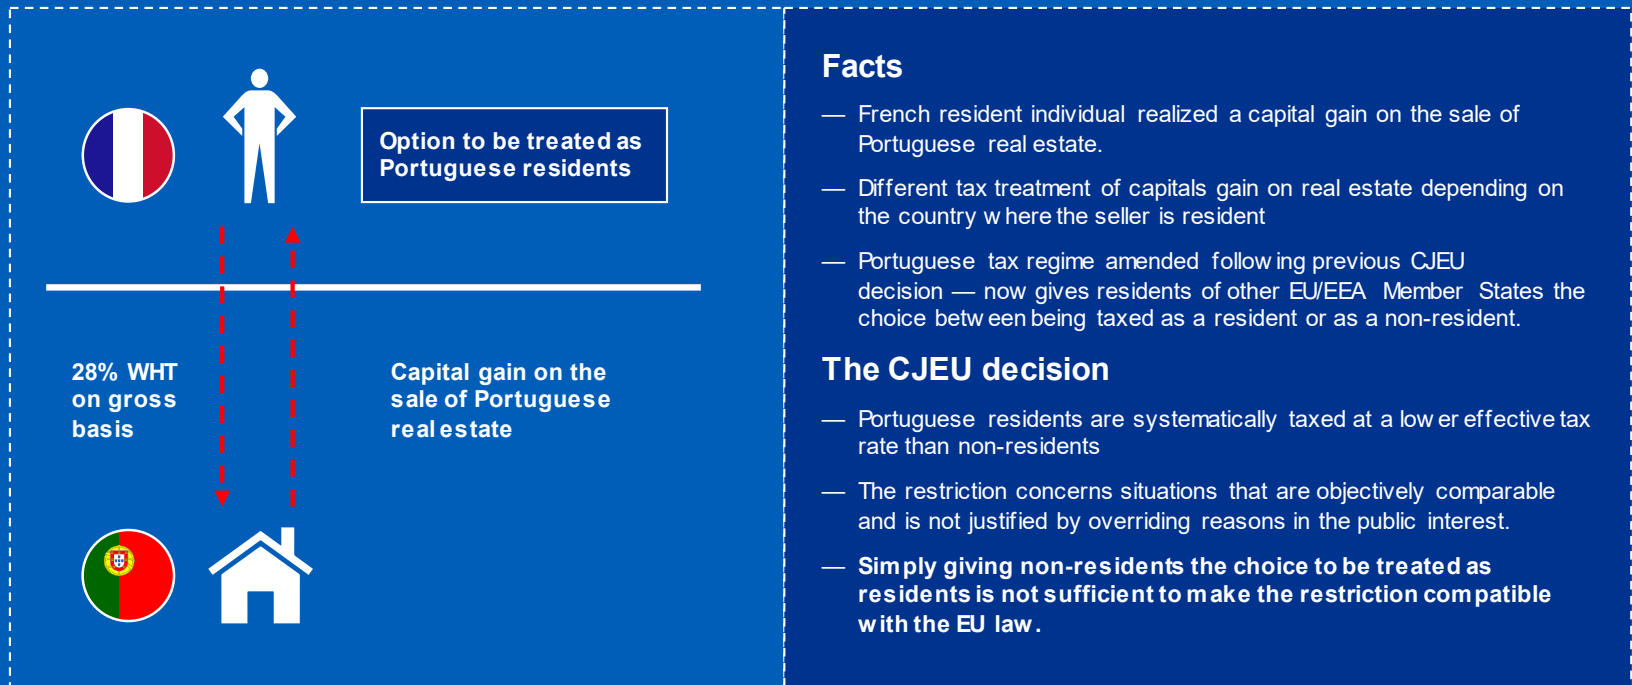 Option to be treated as
Portuguese residents
28% WHT
on gross
basis
Capital gain on the
sale of Portuguese
real estate
Facts
— French resident individual realized a capital gain on the sale of
Portuguese real estate.
— Different tax treatment of capitals gain on real estate depending on
the country where the seller is resident
— Portuguese tax regime amended following previous CJEU
decision — now gives residents of other EU/EEA Member States the
choice between being taxed as a resident or as a non-resident.
The CJEU decision
— Portuguese residents are systematically taxed at a lower effective tax
rate than non-residents
— The restriction concerns situations that are objectively comparable
and is not justified by overriding reasons in the public interest.
— Simply giving non-residents the choice to be treated as
residents is not sufficient to make the restriction compatible
with the EU law.